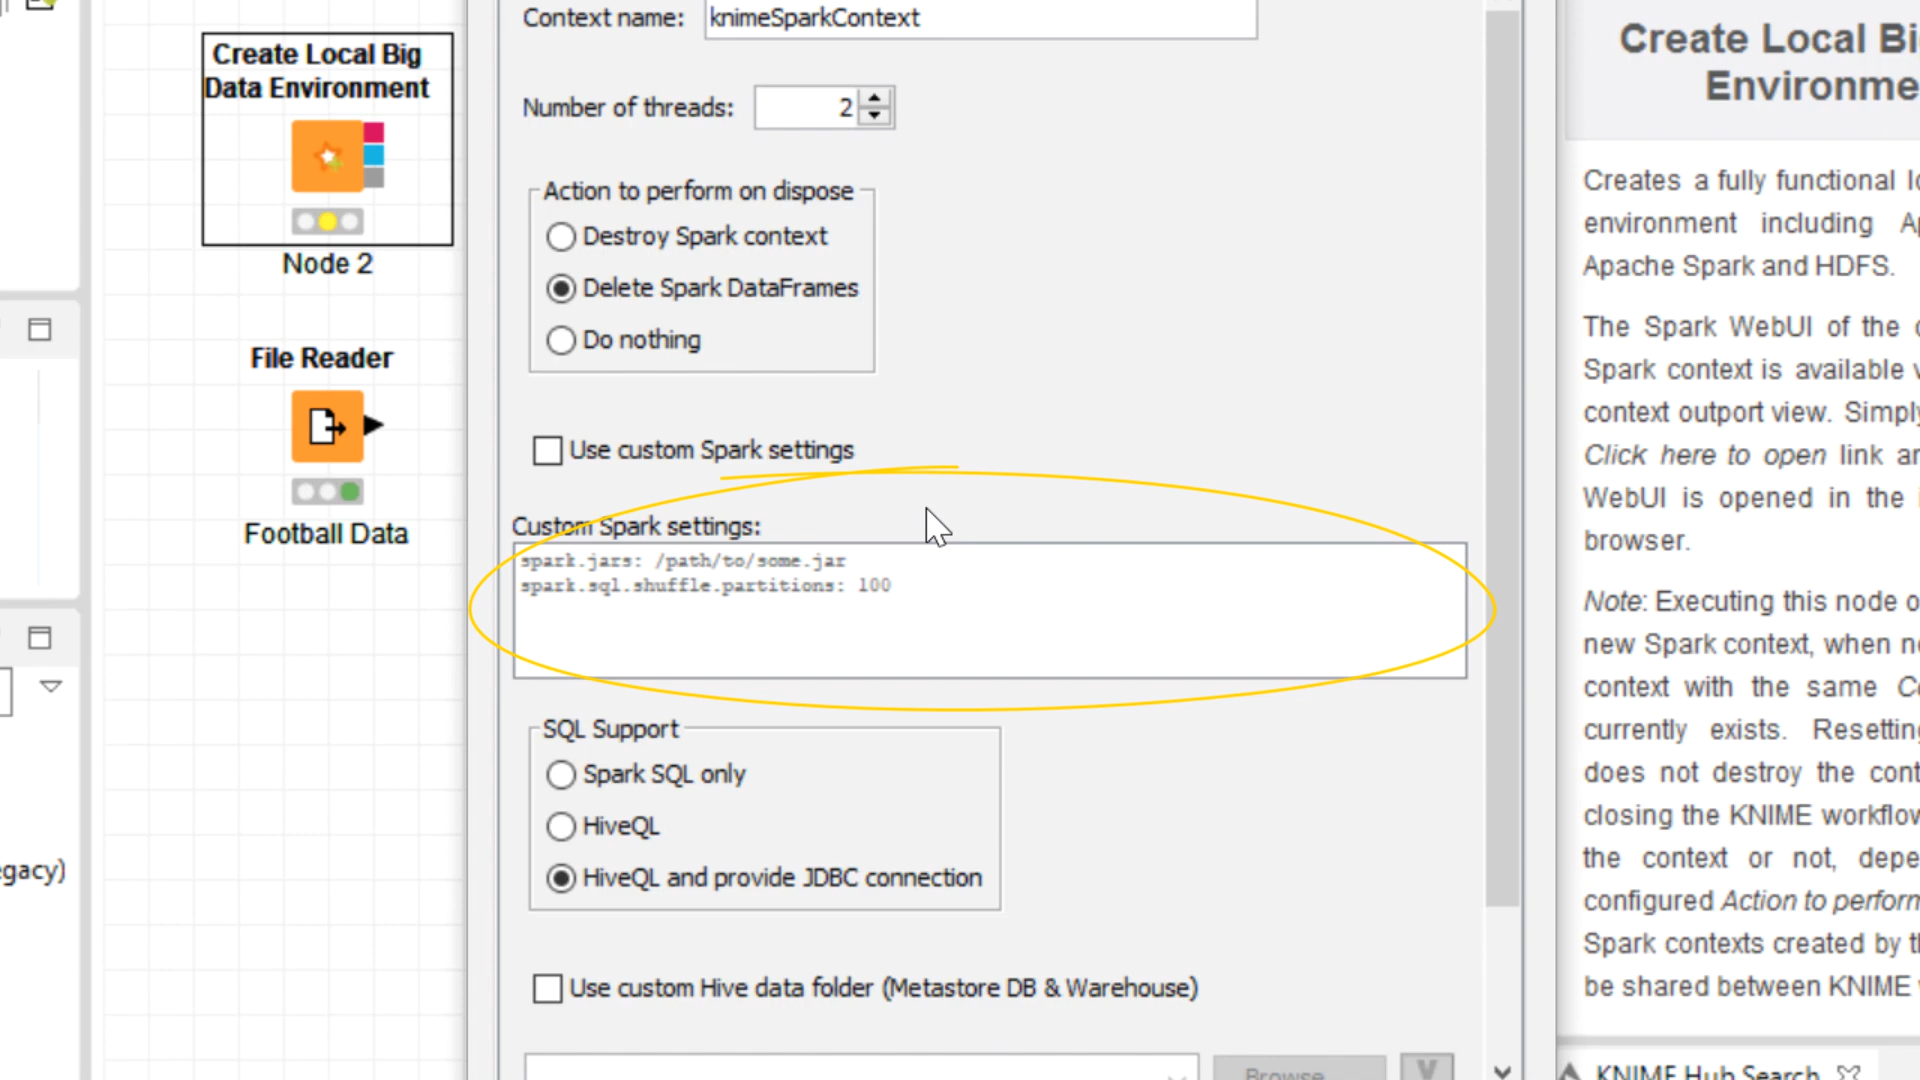 Create Local Big
Data Environment
Node 2
File Reader
Football Data
egacy)
Context name: knimeSparkContext
Number of threads: 2
Action to perform on dispose
Destroy Spark context
Delete Spark DataFrames
Do nothing
Use custom Spark settings
Custom Spark settings:
spark.jars: /path/to/some.jar
spark.sql.shuffle.partitions: 100
SQL Support
Spark SQL only
HiveQL
HiveQL and provide JDBC connection
Use custom Hive data folder (Metastore DB & Warehouse)
Browse...
V
Create Local Bi
Environme
Creates a fully functional
environment including
Apache Spark and HDFS.
The Spark WebUI of the
Spark context is available
context outport view. Simply
Click here to open link
WebUI is opened in the
browser.
Note: Executing this node
new Spark context, when
context with the same
currently exists. Resetting
does not destroy the
closing the KNIME workflow
the context or not,
configured Action to perform
Spark contexts created by
be shared between KNIME
KNIME Hub Search